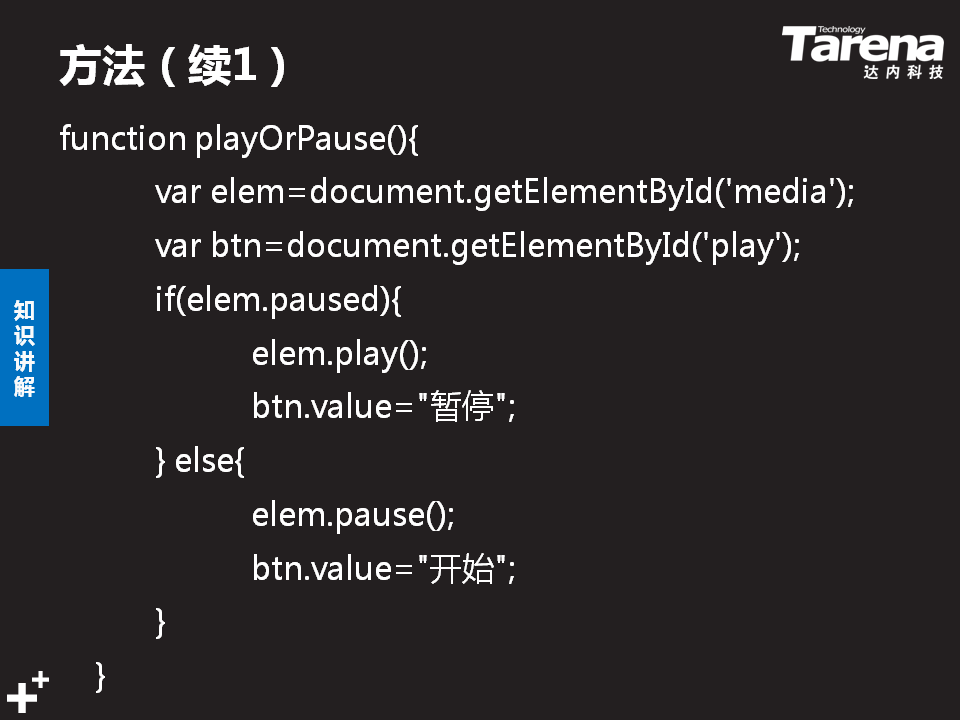 方法（续1）
Technology
Tarena
达内科技
function playOrPause(){
var elem=document.getElementById('media');
var btn=document.getElementById('play');
if(elem.paused){
elem.play();
btn.value="暂停";
} else{
elem.pause();
btn.value="开始";
}
}
知识讲解